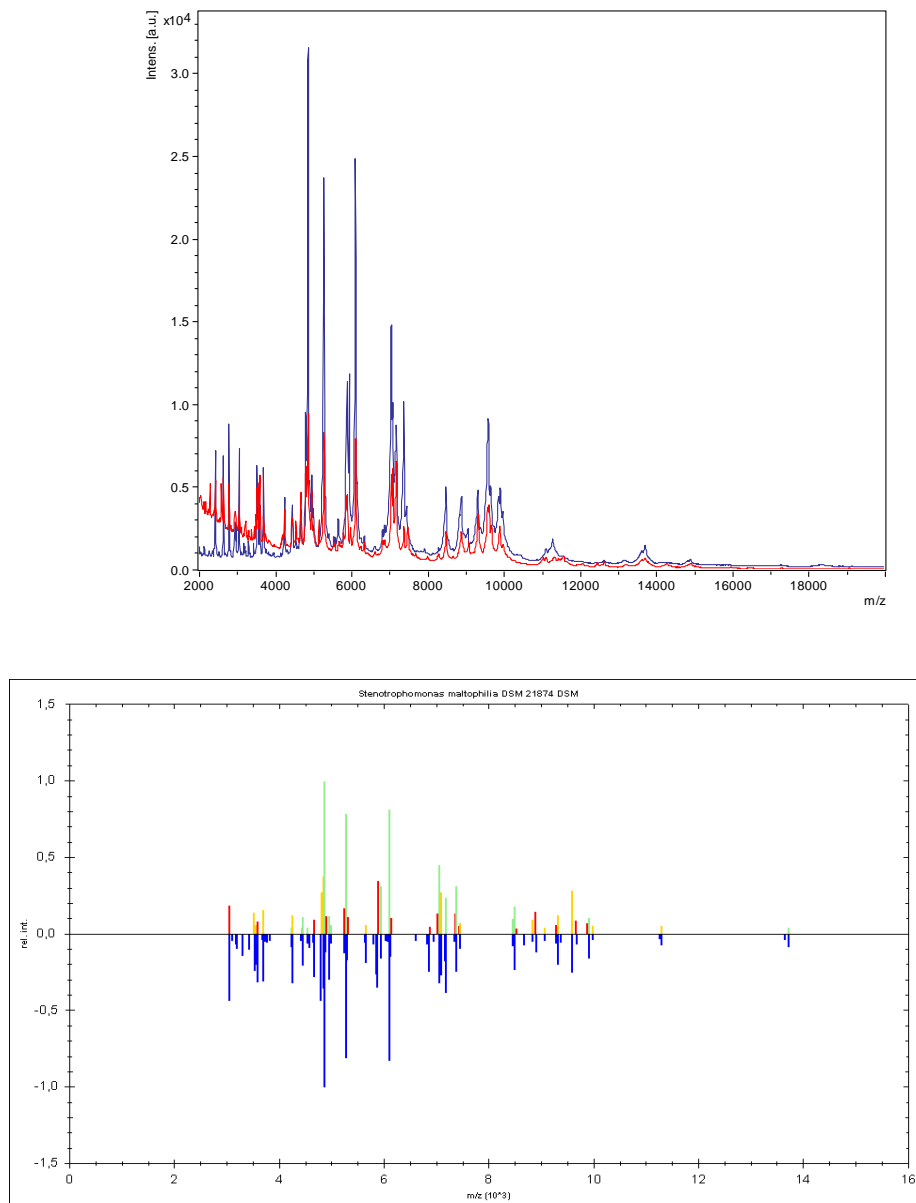 Intens. [a.u.]
x10⁴
3.0
2.5
2.0
1.5
1.0
0.5
0.0
2000 4000 6000 8000 10000 12000 14000 16000 18000
m/z
Stenotrophomonas maltophilia DSM 21874 DSM
1,5
1,0
0,5
0,0
-0,5
-1,0
-1,5
rel. int.
0 2 4 6 8 10 12 14 16
m/z (10^3)